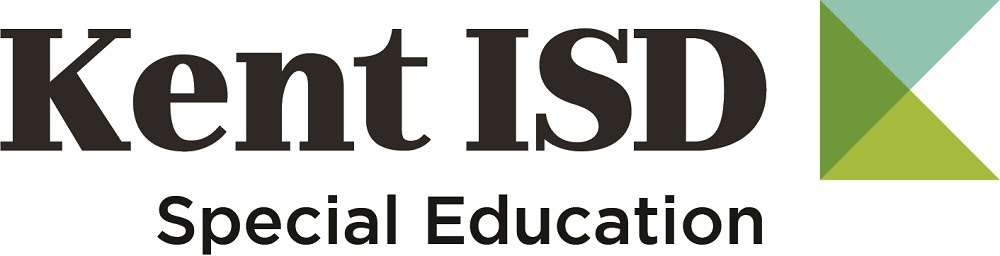 Kent ISD
Special Education